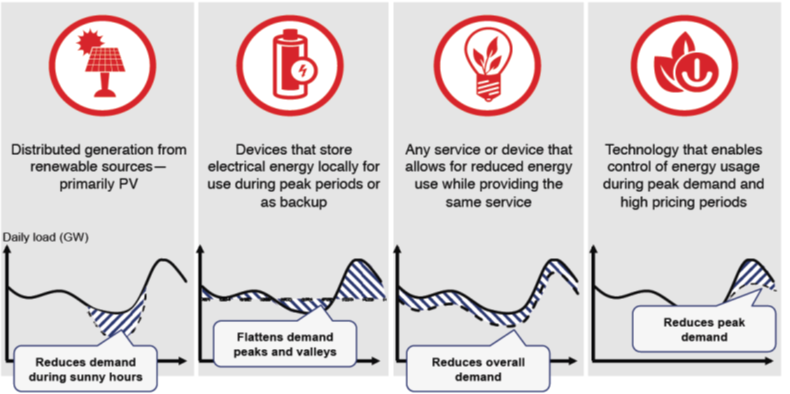 Distributed generation from
renewable sources—
primarily PV
Devices that store
electrical energy locally for
use during peak periods or
as backup
Any service or device that
allows for reduced energy
use while providing the
same service
Technology that enables
control of energy usage
during peak demand and
high pricing periods
Daily load (GW)
Reduces demand
during sunny hours
Flattens demand
peaks and valleys
Reduces overall
demand
Reduces peak
demand